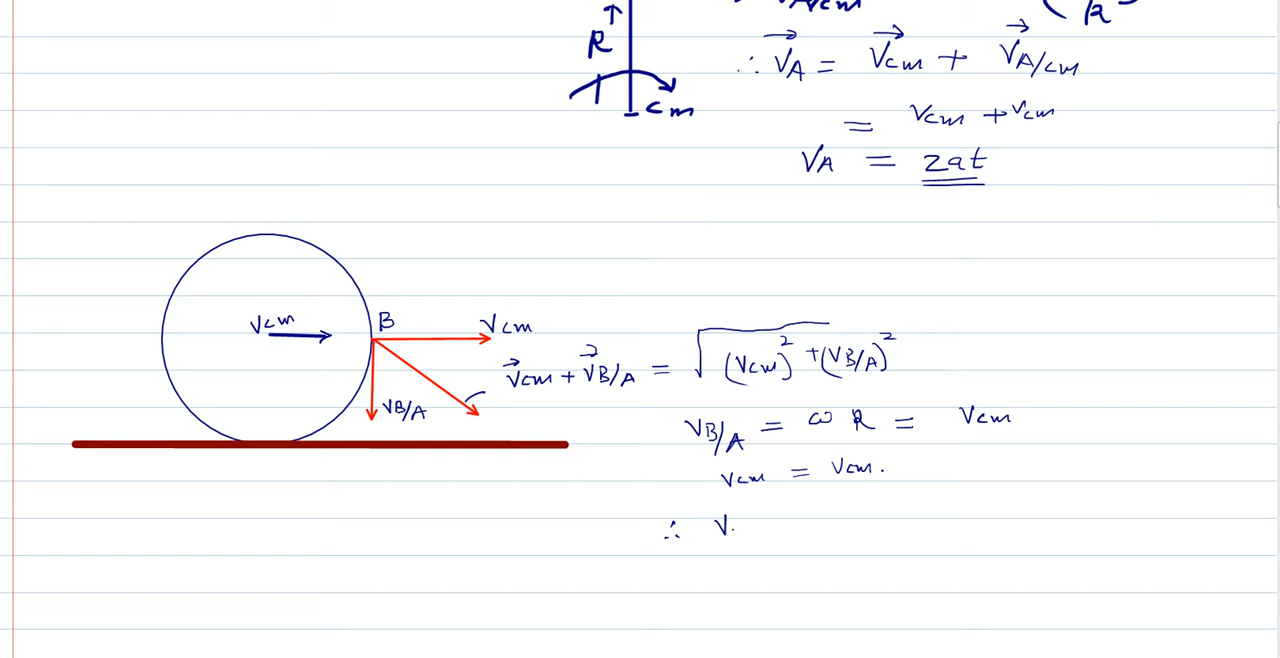 R
cm
∴ V⃗A = V⃗cm + V⃗A/cm
= Vcm + Vcm
VA = 2at
Vcm
B
Vcm
VB/A
V⃗cm + V⃗B/A = √(Vcm)² + (VB/A)²
VB/A = ω R = Vcm
Vcm = Vcm.
∴ V.